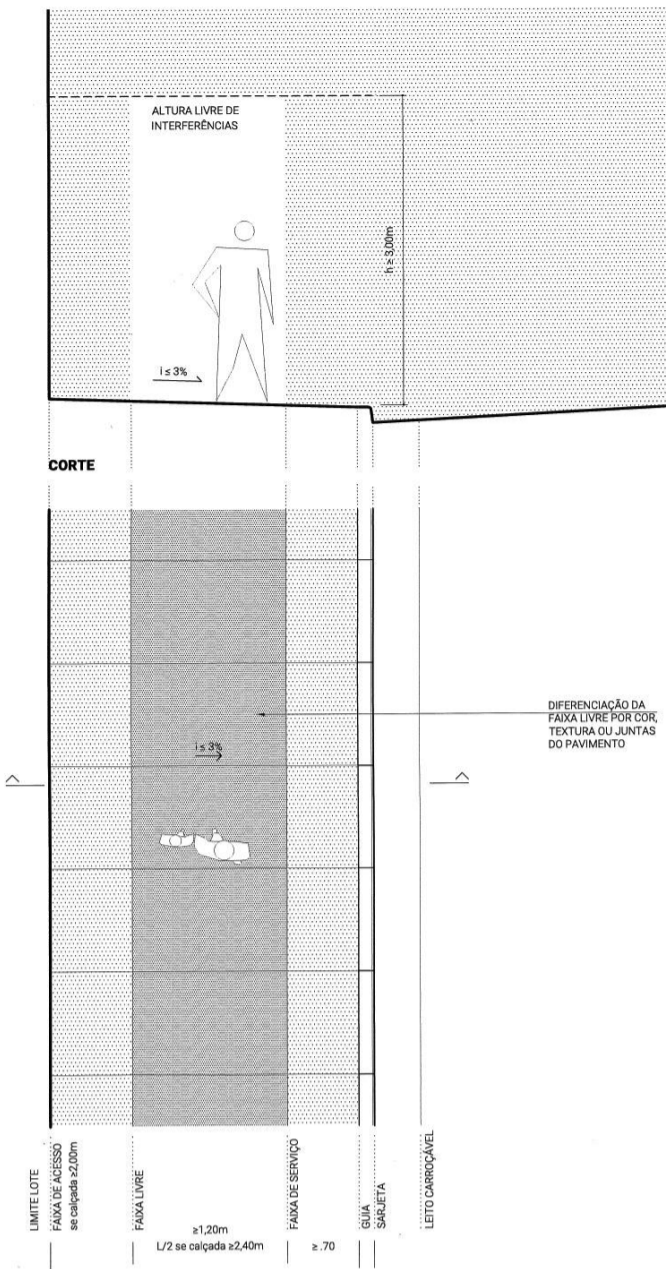 ALTURA LIVRE DE
INTERFERÊNCIAS
h ≥ 3,00m
i ≤ 3%
CORTE
DIFERENCIAÇÃO DA
FAIXA LIVRE POR COR,
TEXTURA OU JUNTAS
DO PAVIMENTO
i ≤ 3%
LIMITE LOTE
FAIXA DE ACESSO
se calçada ≥2,00m
FAIXA LIVRE
≥1,20m
L/2 se calçada ≥2,40m
FAIXA DE SERVIÇO
≥ .70
GUIA
SARJETA
LEITO CARROÇÁVEL